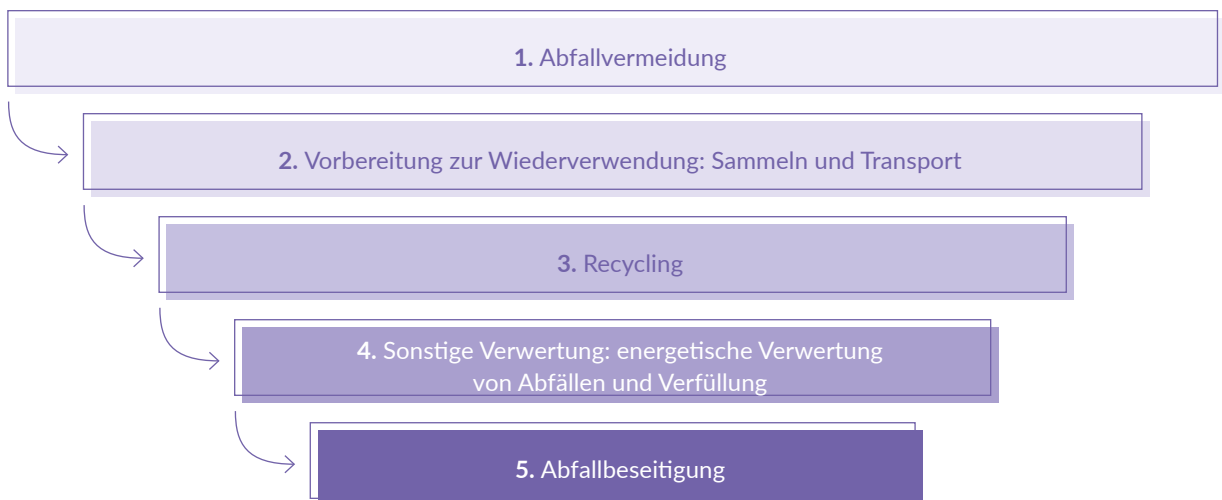 1. Abfallvermeidung
2. Vorbereitung zur Wiederverwendung: Sammeln und Transport
3. Recycling
4. Sonstige Verwertung: energetische Verwertung
von Abfällen und Verfüllung
5. Abfallbeseitigung